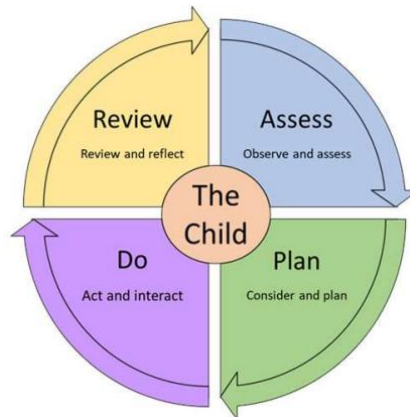 Review
Review and reflect
Assess
Observe and assess
The
Child
Do
Act and interact
Plan
Consider and plan